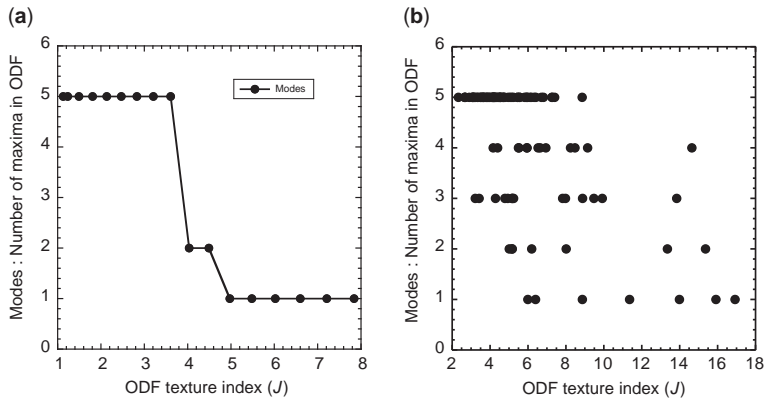 (a)
Modes : Number of maxima in ODF
6
5
4
3
2
1
0
Modes
1 2 3 4 5 6 7 8
ODF texture index (J)
(b)
Modes : Number of maxima in ODF
6
5
4
3
2
1
0
2 4 6 8 10 12 14 16 18
ODF texture index (J)